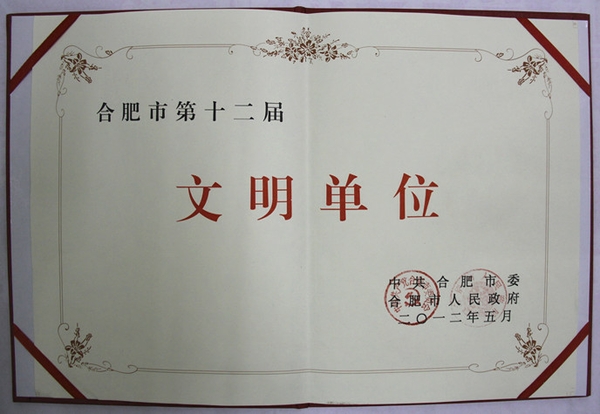 合肥市第十二届
文明单位
中共合肥市委
合肥市人民政府
二〇一二年五月